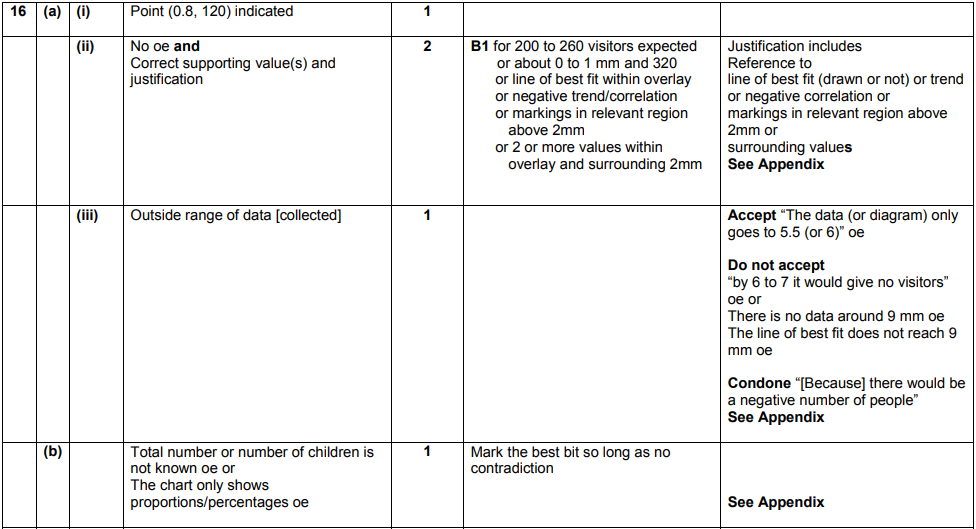 16 (a) (i) Point (0.8, 120) indicated 1
(ii) No oe and 2 B1 for 200 to 260 visitors expected Justification includes
Correct supporting value(s) and or about 0 to 1 mm and 320 Reference to
justification or line of best fit within overlay line of best fit (drawn or not) or trend
or negative trend/correlation or negative correlation or
or markings in relevant region markings in relevant region above
above 2mm 2mm or
or 2 or more values within surrounding values
overlay and surrounding 2mm See Appendix
(iii) Outside range of data [collected] 1 Accept “The data (or diagram) only
goes to 5.5 (or 6)” oe
Do not accept
“by 6 to 7 it would give no visitors”
oe or
There is no data around 9 mm oe
The line of best fit does not reach 9
mm oe
Condone “[Because] there would be
a negative number of people”
See Appendix
(b) Total number or number of children is 1 Mark the best bit so long as no
not known oe or contradiction
The chart only shows
proportions/percentages oe See Appendix